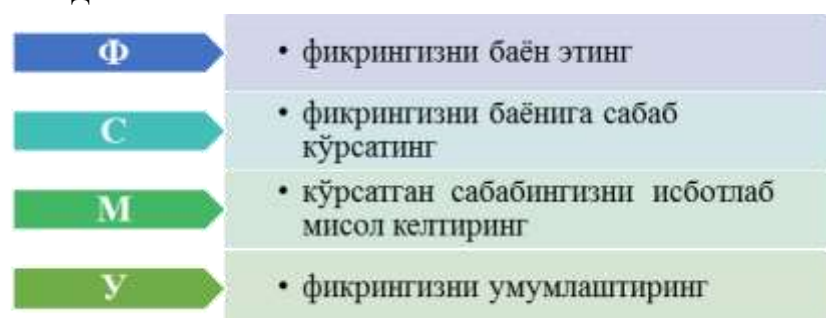 Ф
• фикрингизни баён этинг
С
• фикрингизни баёнига сабаб
кўрсатинг
М
• кўрсатган сабабингизни исботлаб
мисол келтиринг
У
• фикрингизни умумлаштиринг